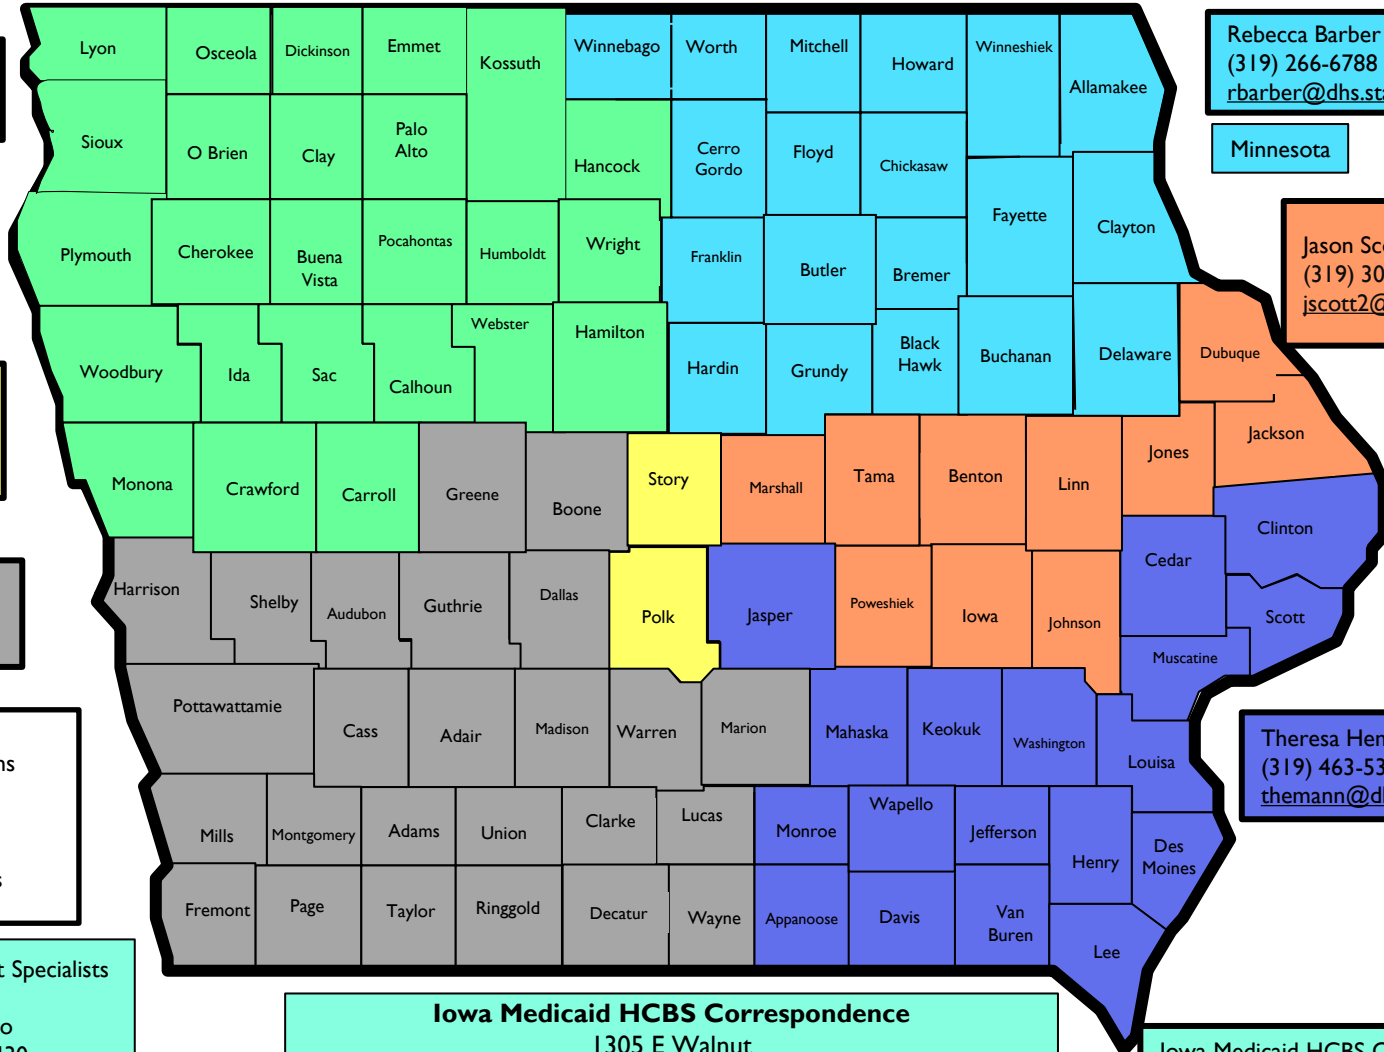 Lyon
Osceola
Dickinson
Emmet
Kossuth
Winnebago
Worth
Mitchell
Howard
Winneshiek
Allamakee
Rebecca Barber
(319) 266-6788
Minnesota
Sioux
O Brien
Clay
Palo
Alto
Hancock
Cerro
Gordo
Floyd
Chickasaw
Fayette
Clayton
Jason
(319)
Plymouth
Cherokee
Buena
Vista
Pocahontas
Humboldt
Wright
Franklin
Butler
Bremer
Woodbury
Ida
Sac
Calhoun
Webster
Hamilton
Hardin
Grundy
Black
Hawk
Buchanan
Delaware
Dubuque
Monona
Crawford
Carroll
Greene
Boone
Story
Marshall
Tama
Benton
Linn
Jones
Jackson
Harrison
Shelby
Audubon
Guthrie
Dallas
Polk
Jasper
Poweshiek
Iowa
Johnson
Cedar
Clinton
Scott
Muscatine
Pottawattamie
Cass
Adair
Madison
Warren
Marion
Mahaska
Keokuk
Washington
Louisa
Theresa
(319)
Mills
Montgomery
Adams
Union
Clarke
Lucas
Monroe
Wapello
Jefferson
Henry
Des
Moines
Fremont
Page
Taylor
Ringgold
Decatur
Wayne
Appanoose
Davis
Van
Buren
Lee
Specialists
Iowa Medicaid HCBS Correspondence
1305 E Walnut
Iowa Medicaid HCBS